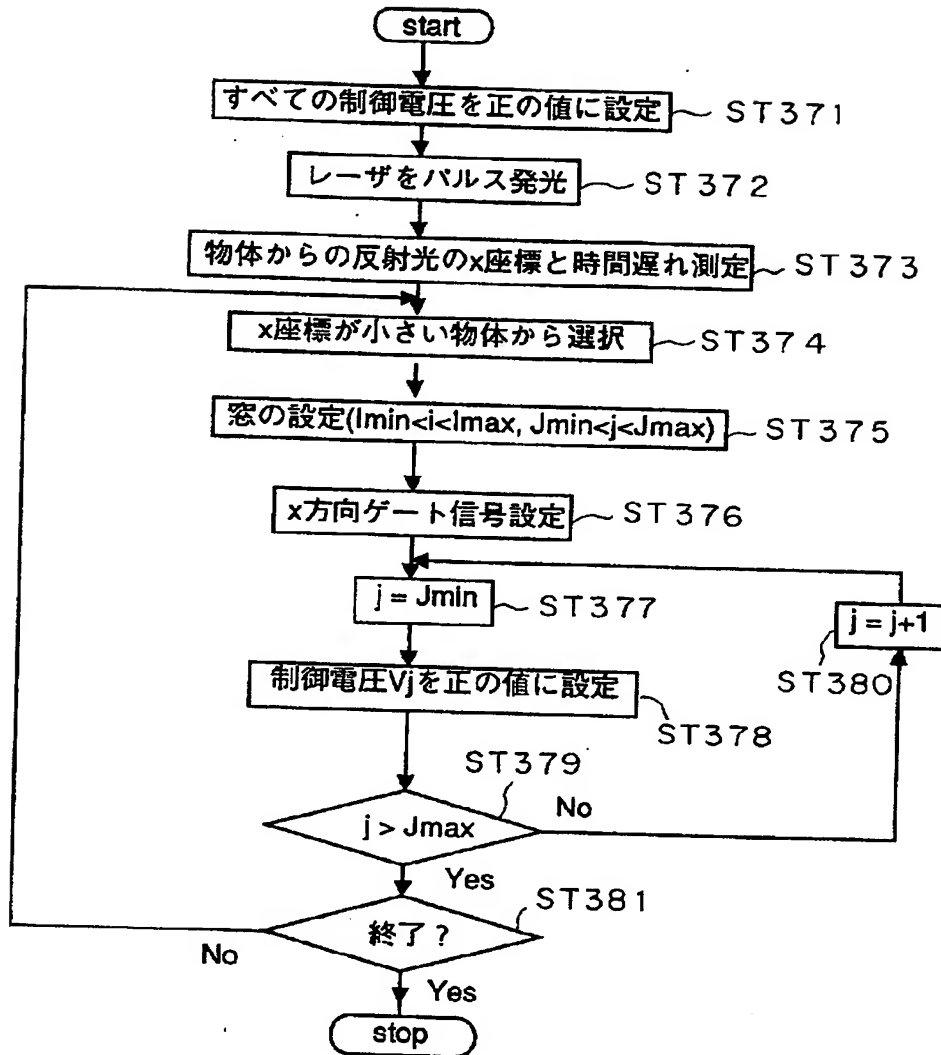 start
すべての制御電圧を正の値に設定
ST371
レーザをパルス発光
ST372
物体からの反射光のx座標と時間遅れ測定
ST373
x座標が小さい物体から選択
ST374
窓の設定(Imin<i<Imax, Jmin<j<Jmax)
ST375
x方向ゲート信号設定
ST376
j = Jmin
ST377
j = j+1
ST380
制御電圧Vjを正の値に設定
ST378
ST379
j > Jmax
No
Yes
ST381
終了?
No
Yes
stop